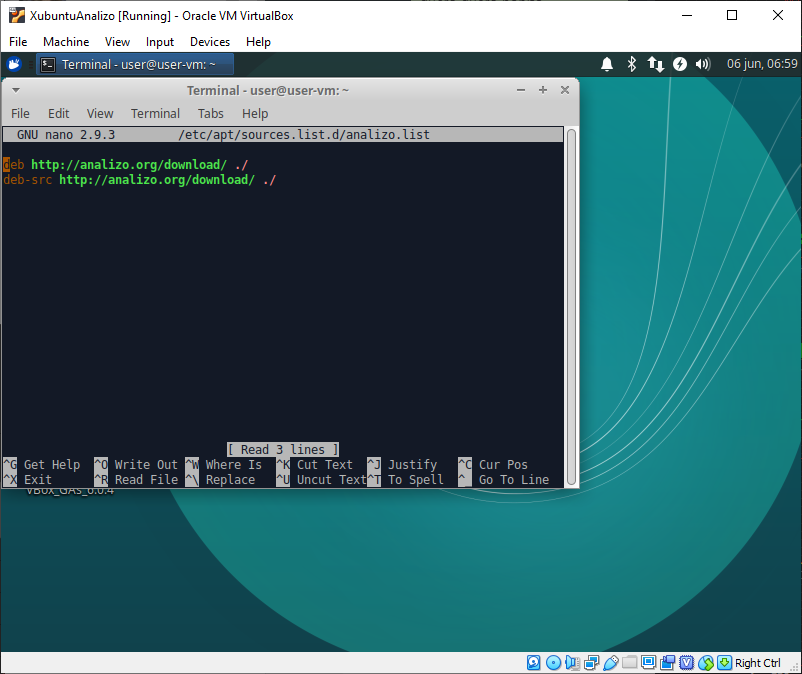 XubuntuAnalizo [Running] - Oracle VM VirtualBox
File Machine View Input Devices Help
Terminal - user@user-vm: ~
06 jun, 06:59
Terminal - user@user-vm: ~
File Edit View Terminal Tabs Help
GNU nano 2.9.3 /etc/apt/sources.list.d/analizo.list
deb http://analizo.org/download/ ./
deb-src http://analizo.org/download/ ./
[ Read 3 lines ]
^G Get Help ^O Write Out ^W Where Is ^K Cut Text ^J Justify ^C Cur Pos
^X Exit ^R Read File ^\ Replace ^U Uncut Text ^T To Spell ^_ Go To Line
VBox_GAs_6.0.4
Right Ctrl